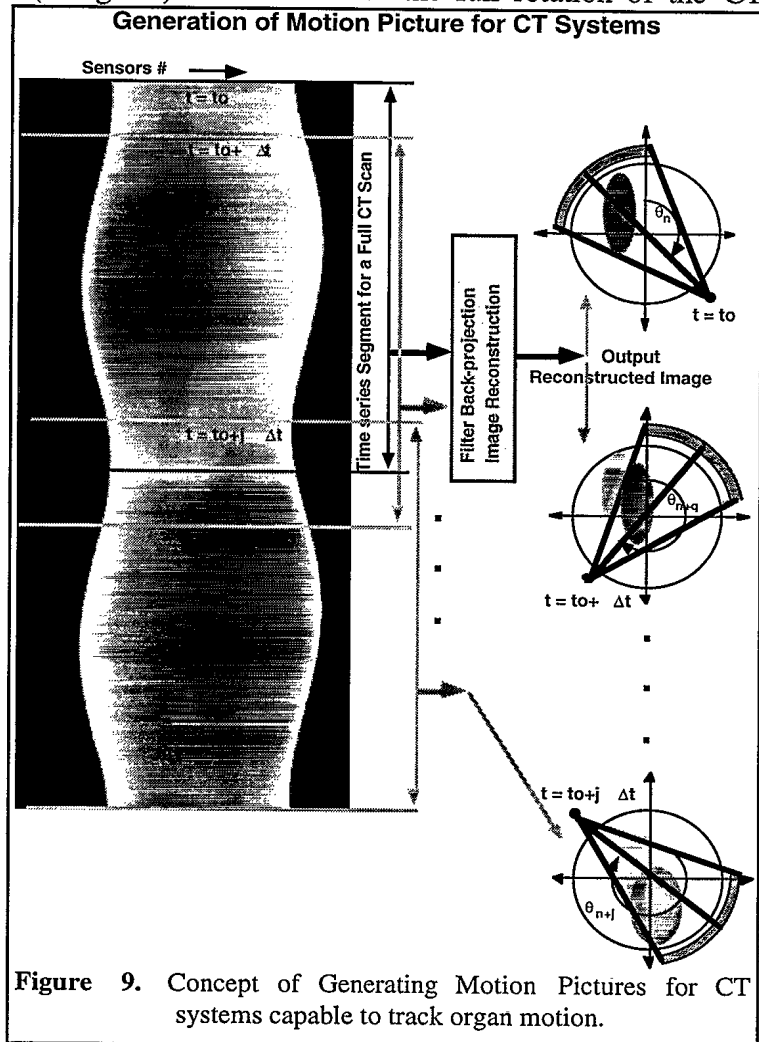 Generation of Motion Picture for CT Systems
Sensors #
t = to
t = to+ Δt
Time series Segment for a Full CT Scan
Filter Back-projection
Image Reconstruction
θn
t = to
Output
Reconstructed Image
t = to+j Δt
θn+q
t = to+ Δt
t = to+j Δt
θn+j
Figure 9. Concept of Generating Motion Pictures for CT
systems capable to track organ motion.